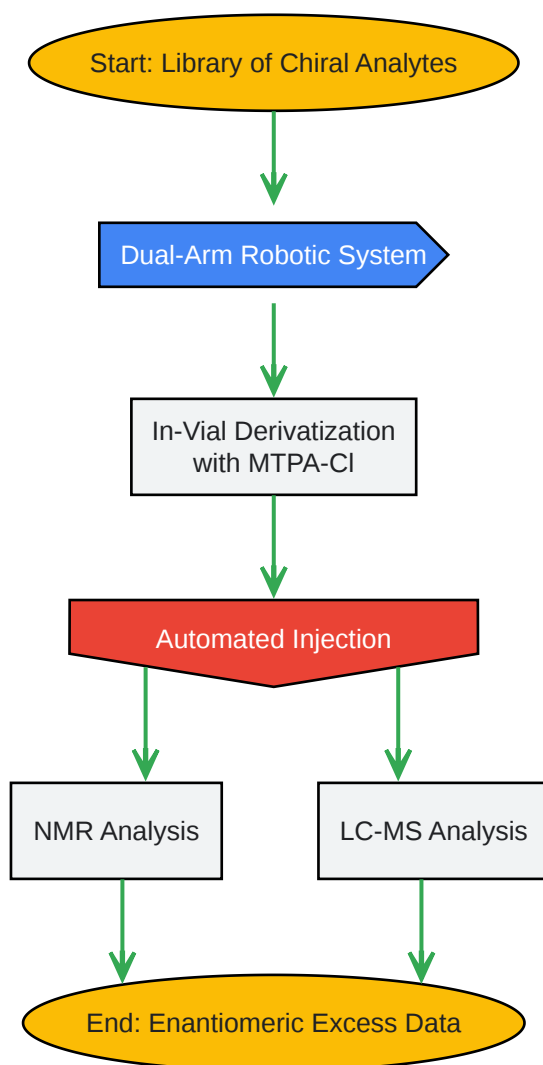 Start: Library of Chiral Analytes
Dual-Arm Robotic System
In-Vial Derivatization
with MTPA-Cl
Automated Injection
NMR Analysis
LC-MS Analysis
End: Enantiomeric Excess Data